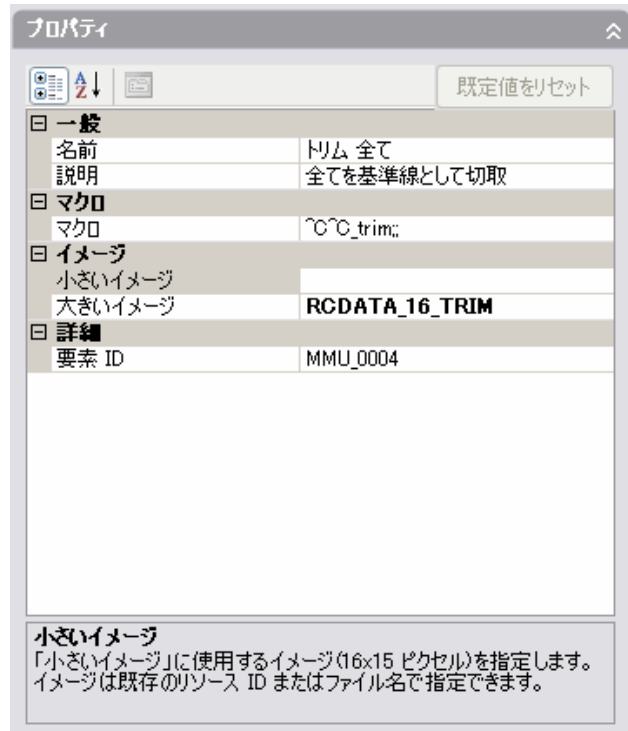 プロパティ
既定値をリセット
一般
名前 トリム 全て
説明 全てを基準線として切取
マクロ
マクロ ^C^C_trim;;
イメージ
小さいイメージ
大きいイメージ RCDATA_16_TRIM
詳細
要素 ID MMU_0004
小さいイメージ
「小さいイメージ」に使用するイメージ(16x15 ピクセル)を指定します。
イメージは既存のリソース ID またはファイル名で指定できます。